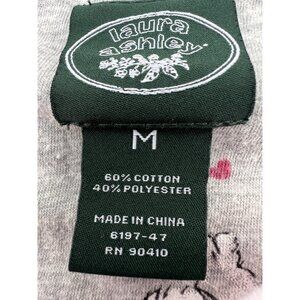 laura
ashley
M
60% COTTON
40% POLYESTER
MADE IN CHINA
6197-47
RN 90410